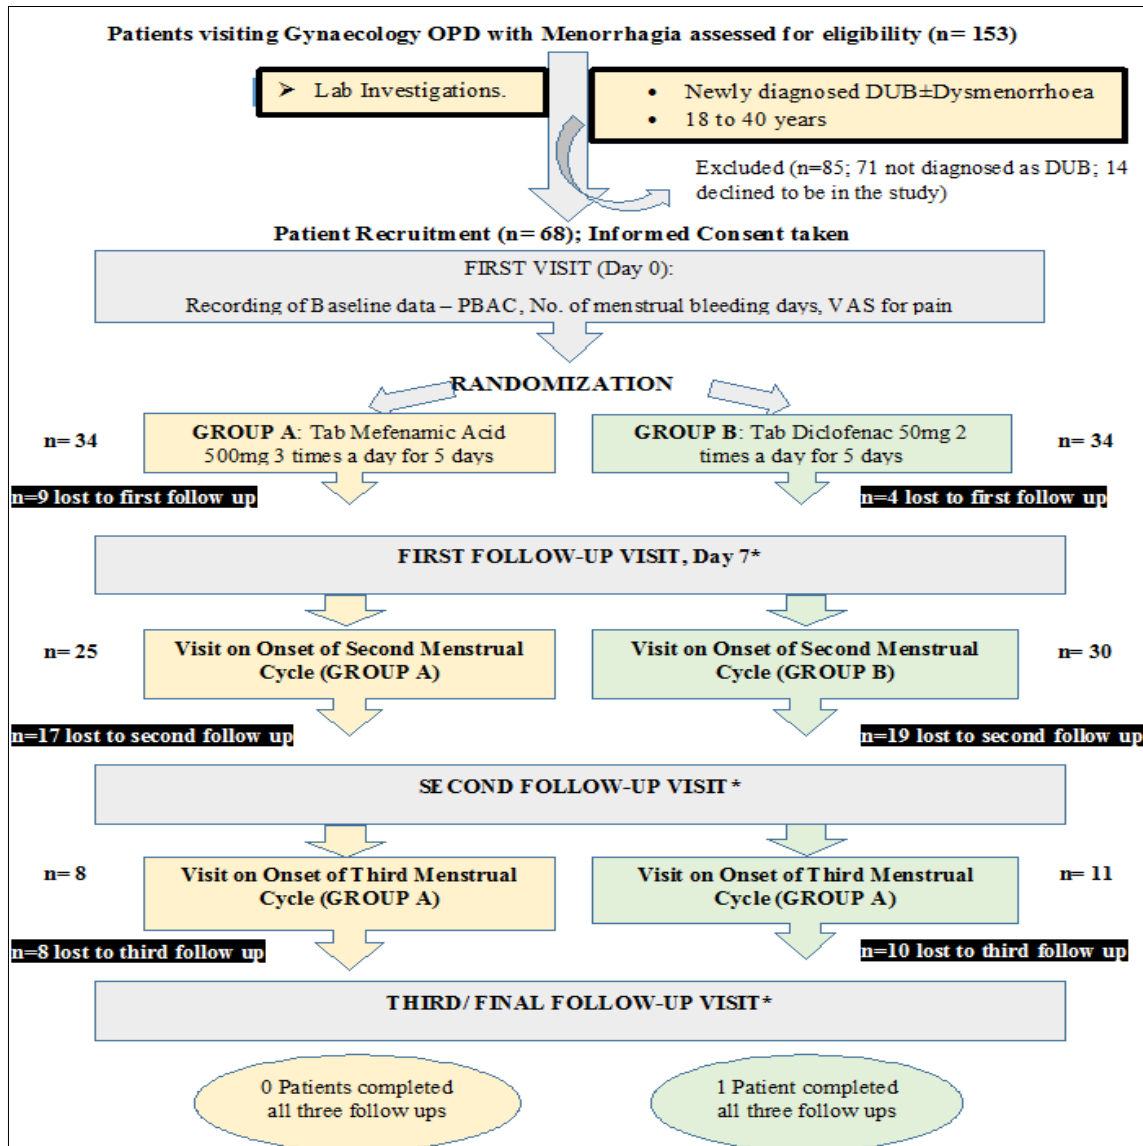 Patients visiting Gynaecology OPD with Menorrhagia assessed for eligibility (n= 153)
➢ Lab Investigations.
• Newly diagnosed DUB±Dysmenorrhoea
• 18 to 40 years
Excluded (n=85; 71 not diagnosed as DUB; 14
declined to be in the study)
Patient Recruitment (n= 68); Informed Consent taken
FIRST VISIT (Day 0):
Recording of Baseline data – PBAC, No. of menstrual bleeding days, VAS for pain
RANDOMIZATION
n= 34
GROUP A: Tab Mefenamic Acid
500mg 3 times a day for 5 days
GROUP B: Tab Diclofenac 50mg 2
times a day for 5 days
n= 34
n=9 lost to first follow up
n=4 lost to first follow up
FIRST FOLLOW-UP VISIT, Day 7*
n= 25
Visit on Onset of Second Menstrual
Cycle (GROUP A)
Visit on Onset of Second Menstrual
Cycle (GROUP B)
n= 30
n=17 lost to second follow up
n=19 lost to second follow up
SECOND FOLLOW-UP VISIT*
n= 8
Visit on Onset of Third Menstrual
Cycle (GROUP A)
Visit on Onset of Third Menstrual
Cycle (GROUP A)
n= 11
n=8 lost to third follow up
n=10 lost to third follow up
THIRD/ FINAL FOLLOW-UP VISIT*
0 Patients completed
all three follow ups
1 Patient completed
all three follow ups